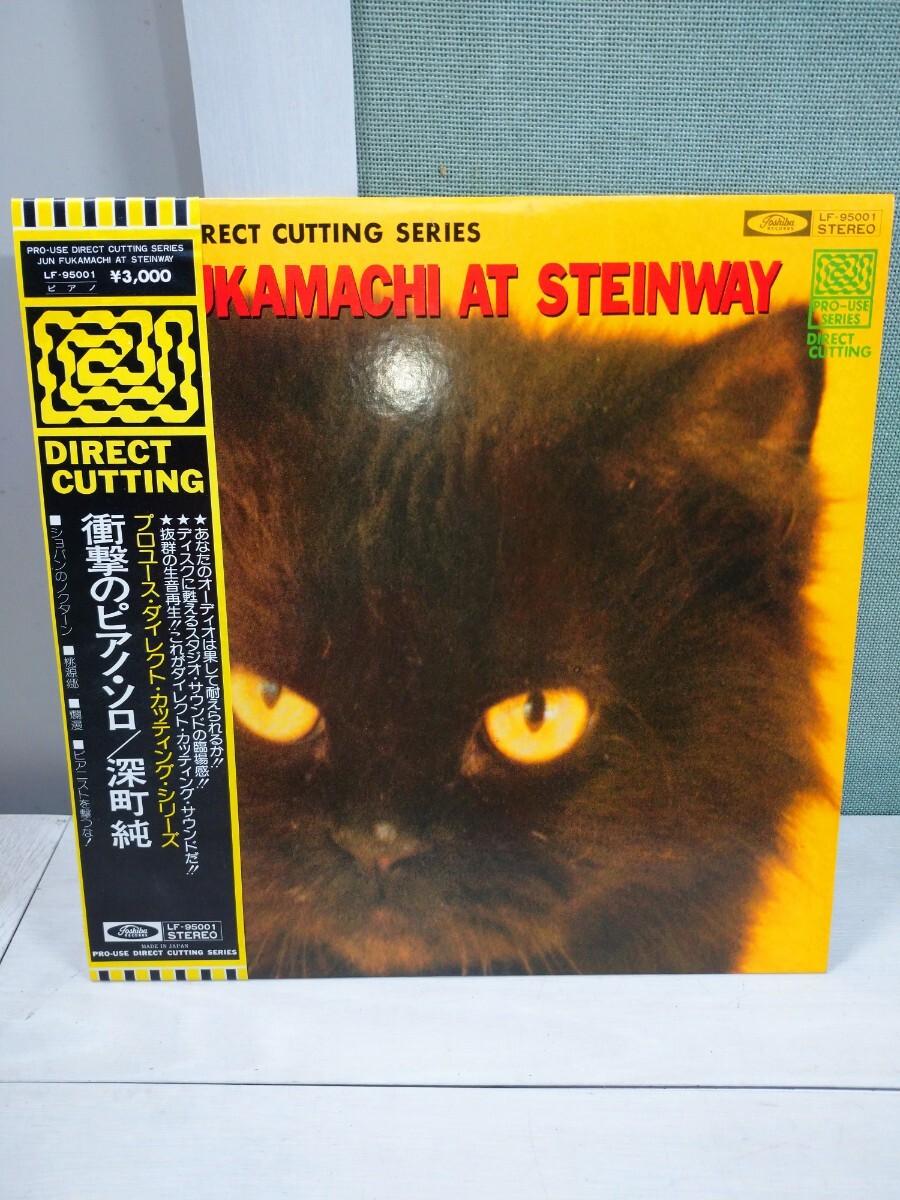 PRO-USE DIRECT CUTTING SERIES
JUN FUKAMACHI AT STEINWAY
LF-95001 ¥3,000
ピアノ
DIRECT
CUTTING
★あなたのオーディオは果して耐えられるか!!
★ディスクに甦えるスタジオ・サウンドの臨場感!!
★抜群の生音再生!!これがダイレクト・カッティング・サウンドだ!!
プロユース・ダイレクト・カッティング・シリーズ
衝撃のピアノ・ソロ/深町 純
■ショパンのノクターン ■桃源郷 ■爛漫 ■ピアニストを撃つな!
Toshiba RECORDS LF-95001 STEREO
MADE IN JAPAN
PRO-USE DIRECT CUTTING SERIES
RECT CUTTING SERIES
UKAMACHI AT STEINWAY
Toshiba RECORDS LF-95001 STEREO
PRO-USE
SERIES
DIRECT
CUTTING